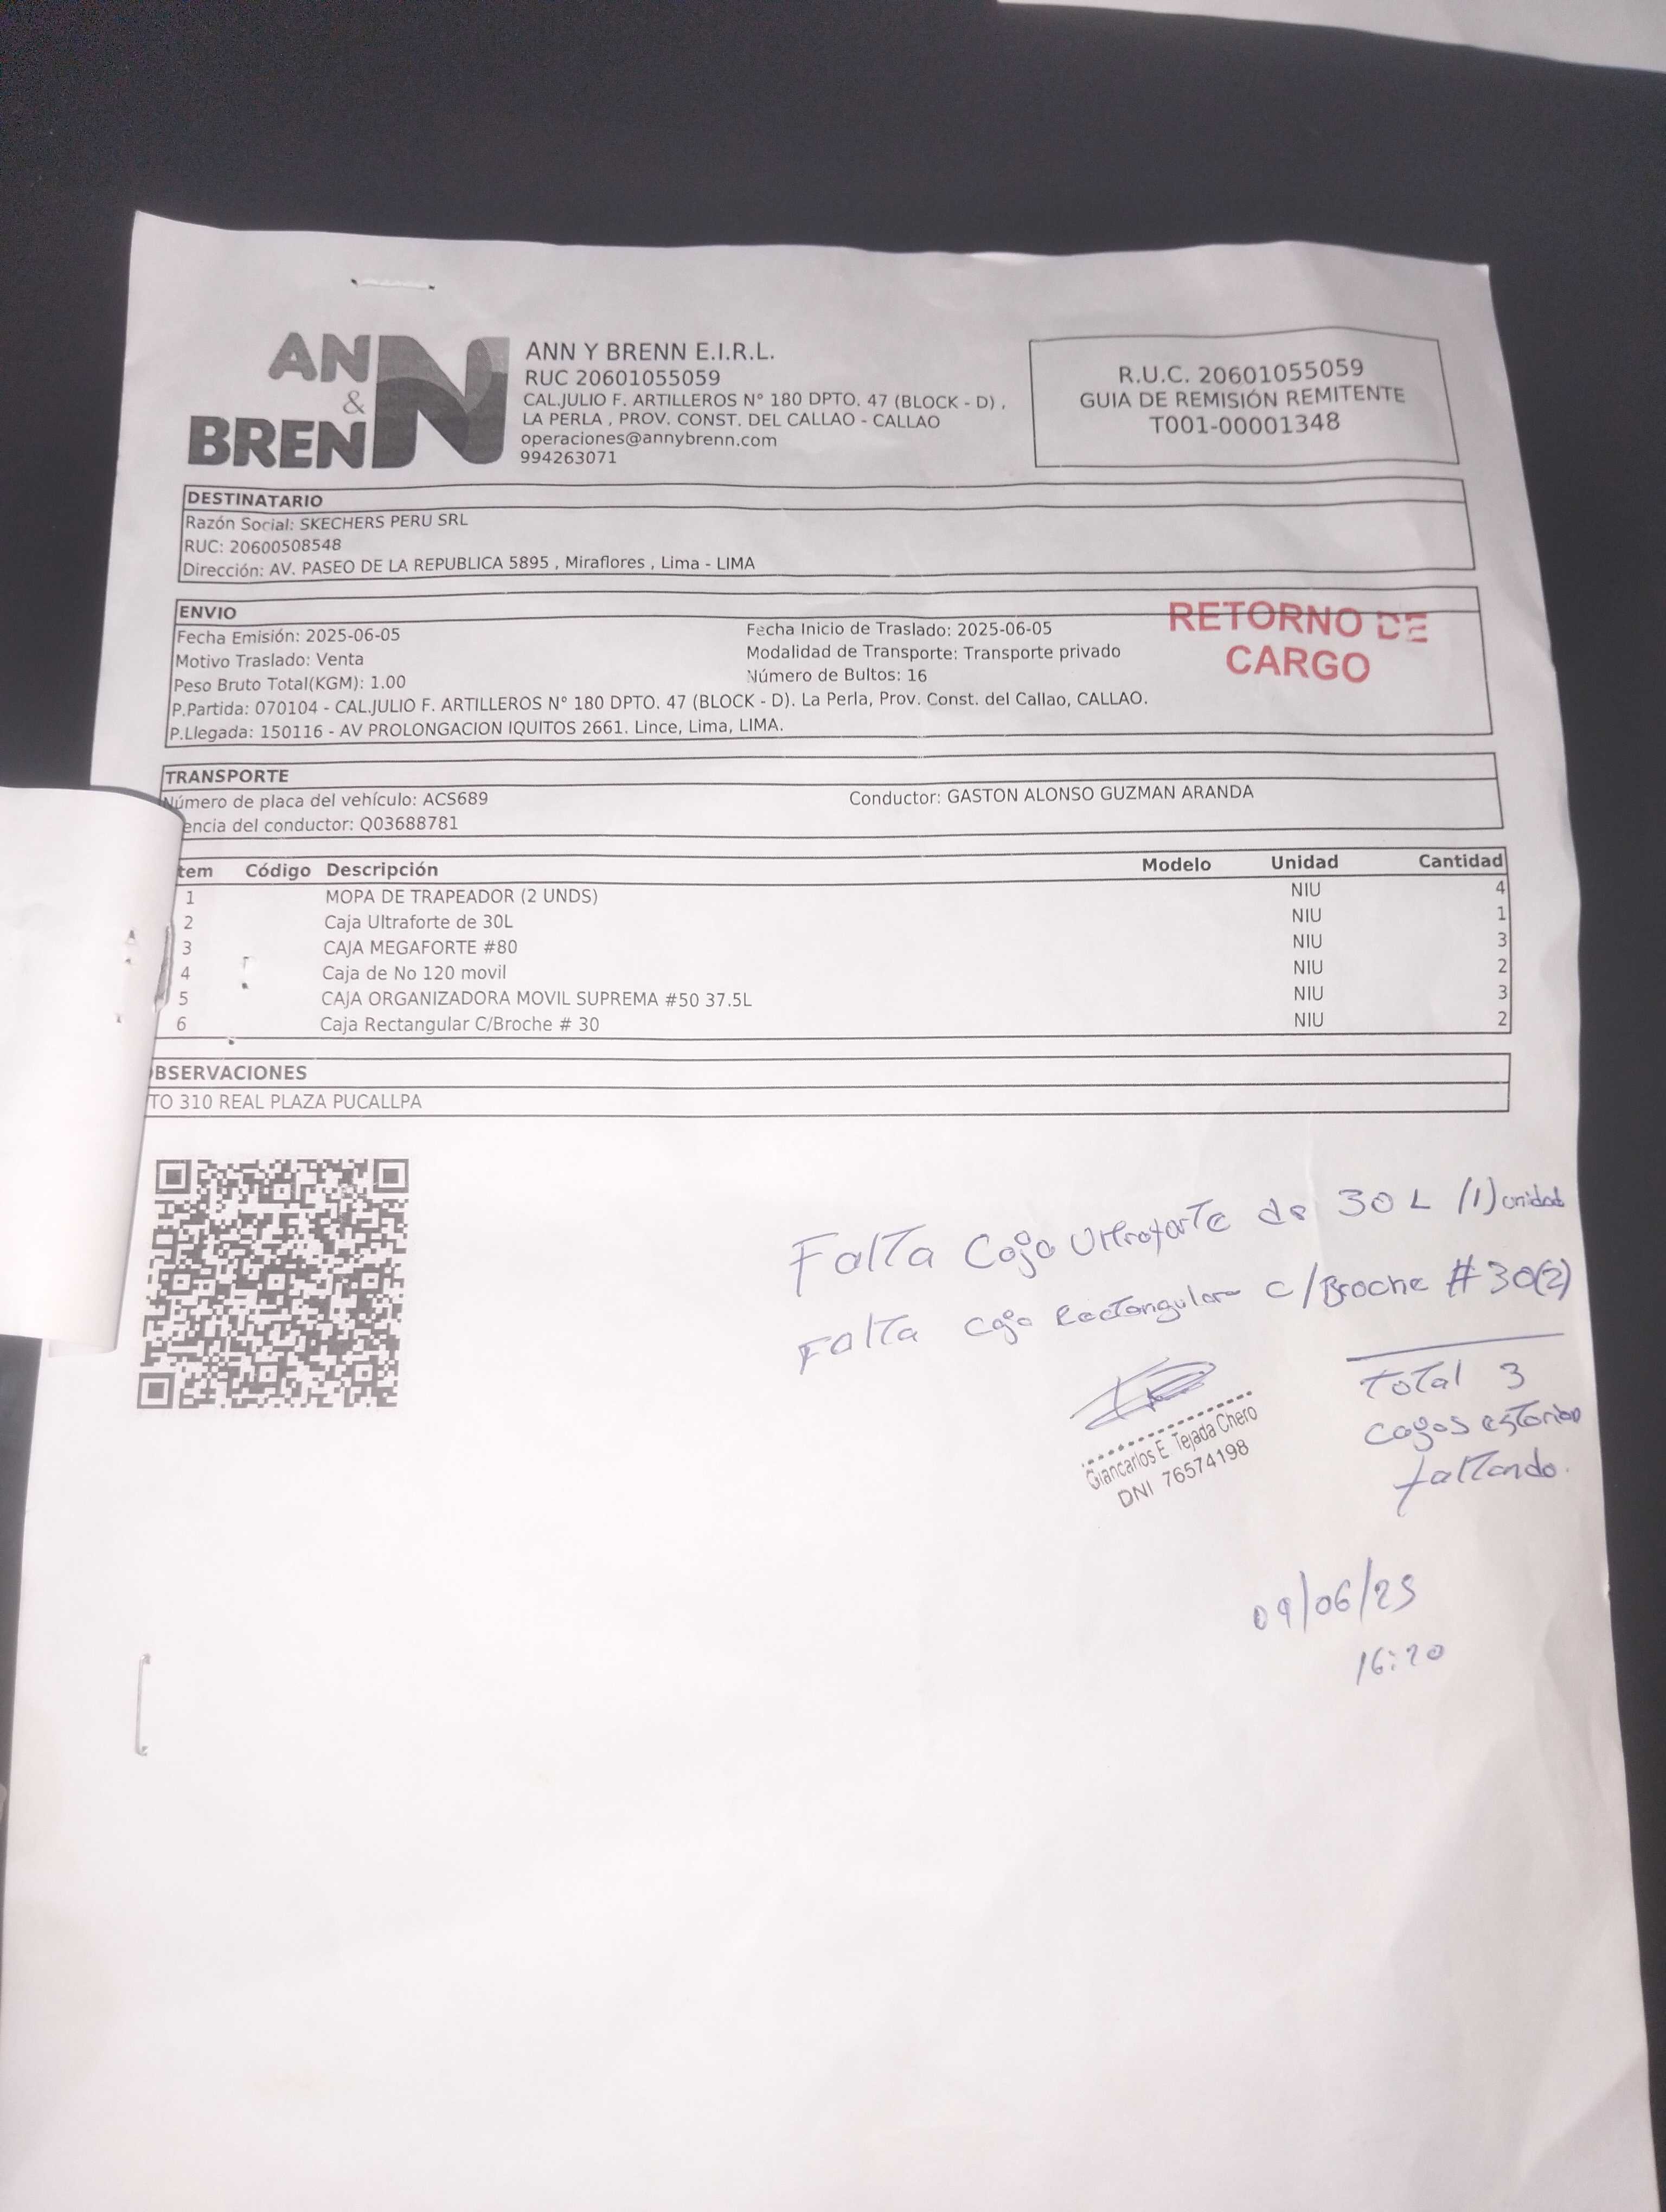 AN
&
BRENN
ANN Y BRENN E.I.R.L.
RUC 20601055059
CAL.JULIO F. ARTILLEROS N° 180 DPTO. 47 (BLOCK - D) ,
LA PERLA , PROV. CONST. DEL CALLAO - CALLAO
operaciones@annybrenn.com
994263071
R.U.C. 20601055059
GUIA DE REMISIÓN REMITENTE
T001-00001348
DESTINATARIO
Razón Social: SKECHERS PERU SRL
RUC: 20600508548
Dirección: AV. PASEO DE LA REPUBLICA 5895 , Miraflores , Lima - LIMA
ENVIO
Fecha Emisión: 2025-06-05 Fecha Inicio de Traslado: 2025-06-05
Motivo Traslado: Venta Modalidad de Transporte: Transporte privado
Peso Bruto Total(KGM): 1.00 Número de Bultos: 16
P.Partida: 070104 - CAL.JULIO F. ARTILLEROS N° 180 DPTO. 47 (BLOCK - D). La Perla, Prov. Const. del Callao, CALLAO.
P.Llegada: 150116 - AV PROLONGACION IQUITOS 2661. Lince, Lima, LIMA.
RETORNO DE
CARGO
TRANSPORTE
Número de placa del vehículo: ACS689 Conductor: GASTON ALONSO GUZMAN ARANDA
encia del conductor: Q03688781
tem Código Descripción Modelo Unidad Cantidad
1 MOPA DE TRAPEADOR (2 UNDS) NIU 4
2 Caja Ultraforte de 30L NIU 1
3 CAJA MEGAFORTE #80 NIU 3
4 Caja de No 120 movil NIU 2
5 CAJA ORGANIZADORA MOVIL SUPREMA #50 37.5L NIU 3
6 Caja Rectangular C/Broche # 30 NIU 2
BSERVACIONES
TO 310 REAL PLAZA PUCALLPA
Falta Caja Ultraforte de 30 L (1) unidad
Falta caja Rectangular C/Broche #30(2)
Total 3
cagas estarian
faltando.
Giancarlos E. Tejada Chero
DNI 76574198
09/06/25
16:20